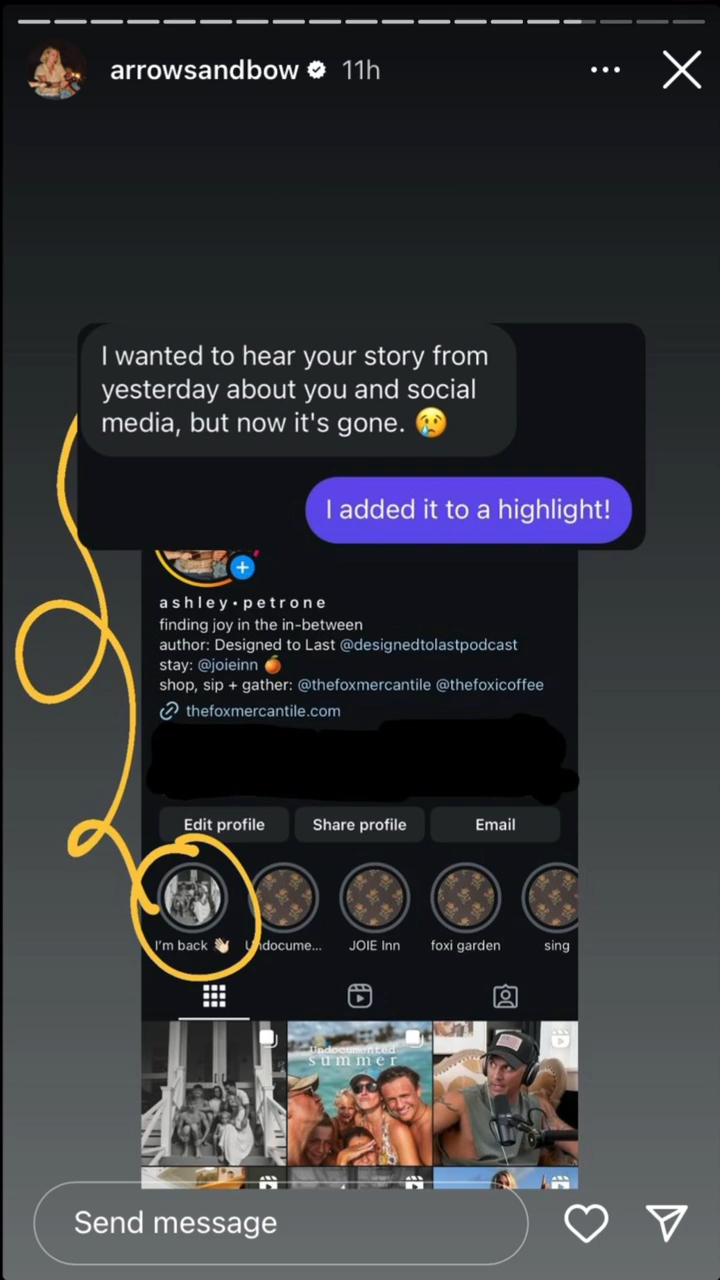 arrowsandbow 11h
I wanted to hear your story from
yesterday about you and social
media, but now it's gone. 😢
I added it to a highlight!
ashley•petrone
finding joy in the in-between
author: Designed to Last @designedtolastpodcast
stay: @joieinn 🍊
shop, sip + gather: @thefoxmercantile @thefoxicoffee
thefoxmercantile.com
Edit profile Share profile Email
I'm back 👋🏻 Undocume... JOIE Inn foxi garden sing
Undocumented
summer
Send message